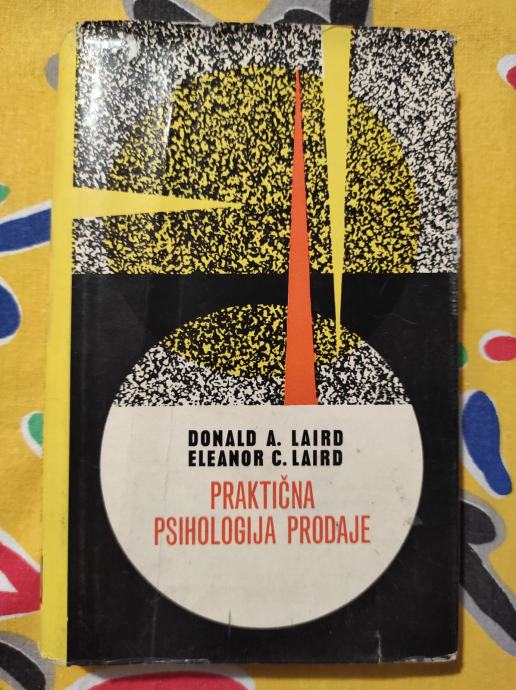 DONALD A. LAIRD
ELEANOR C. LAIRD
PRAKTIČNA
PSIHOLOGIJA PRODAJE